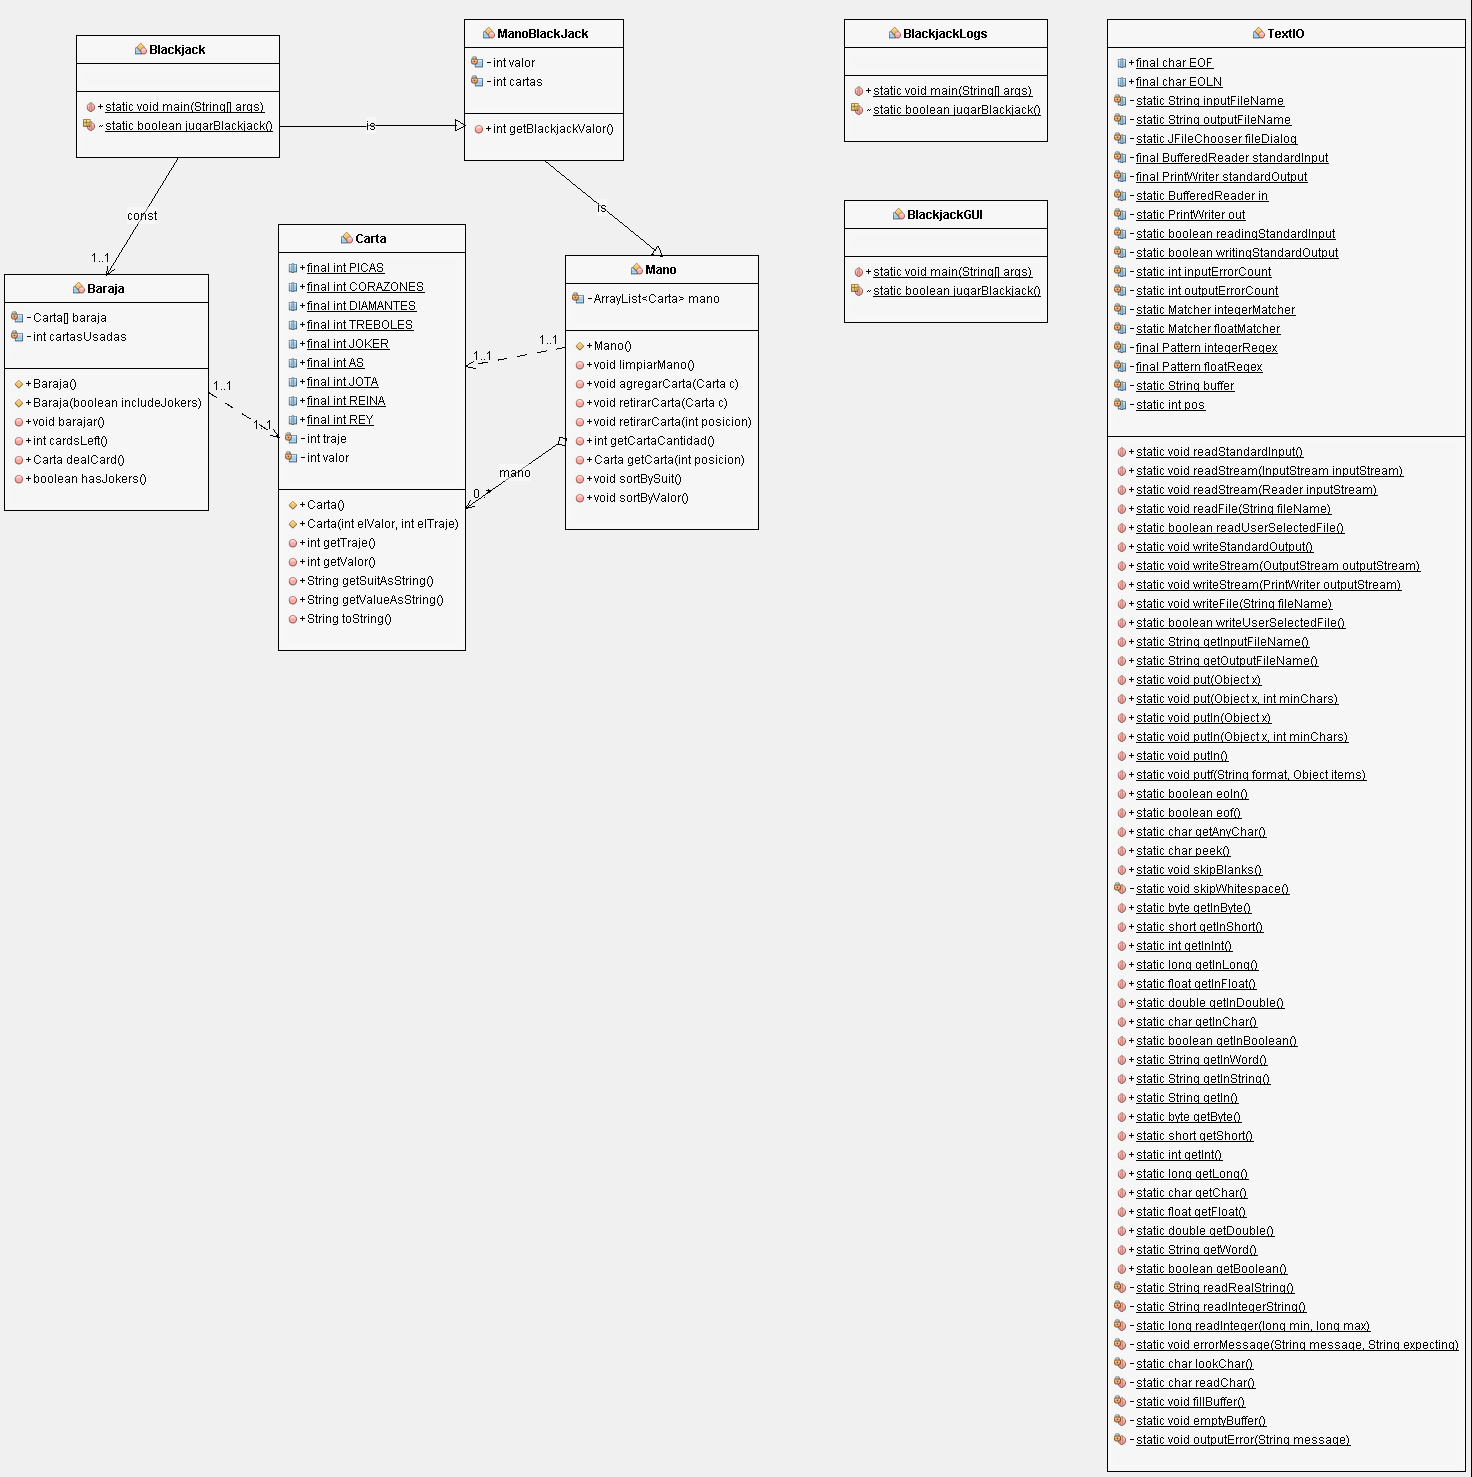 Blackjack
+static void main(String[] args)
~static boolean jugarBlackjack()
is
ManoBlackJack
-int valor
-int cartas
+int getBlackjackValor()
const
1..1
is
Baraja
-Carta[] baraja
-int cartasUsadas
+Baraja()
+Baraja(boolean includeJokers)
+void barajar()
+int cardsLeft()
+Carta dealCard()
+boolean hasJokers()
1..1
1..1
Carta
+final int PICAS
+final int CORAZONES
+final int DIAMANTES
+final int TREBOLES
+final int JOKER
+final int AS
+final int JOTA
+final int REINA
+final int REY
-int traje
-int valor
+Carta()
+Carta(int elValor, int elTraje)
+int getTraje()
+int getValor()
+String getSuitAsString()
+String getValueAsString()
+String toString()
1..1
1..1
mano
0..*
Mano
-ArrayList<Carta> mano
+Mano()
+void limpiarMano()
+void agregarCarta(Carta c)
+void retirarCarta(Carta c)
+void retirarCarta(int posicion)
+int getCartaCantidad()
+Carta getCarta(int posicion)
+void sortBySuit()
+void sortByValor()
BlackjackLogs
+static void main(String[] args)
~static boolean jugarBlackjack()
BlackjackGUI
+static void main(String[] args)
~static boolean jugarBlackjack()
TextIO
+final char EOF
+final char EOLN
-static String inputFileName
-static String outputFileName
-static JFileChooser fileDialog
-final BufferedReader standardInput
-final PrintWriter standardOutput
-static BufferedReader in
-static PrintWriter out
-static boolean readingStandardInput
-static boolean writingStandardOutput
-static int inputErrorCount
-static int outputErrorCount
-static Matcher integerMatcher
-static Matcher floatMatcher
-final Pattern integerRegex
-final Pattern floatRegex
-static String buffer
-static int pos
+static void readStandardInput()
+static void readStream(InputStream inputStream)
+static void readStream(Reader inputStream)
+static void readFile(String fileName)
+static boolean readUserSelectedFile()
+static void writeStandardOutput()
+static void writeStream(OutputStream outputStream)
+static void writeStream(PrintWriter outputStream)
+static void writeFile(String fileName)
+static boolean writeUserSelectedFile()
+static String getInputFileName()
+static String getOutputFileName()
+static void put(Object x)
+static void put(Object x, int minChars)
+static void putln(Object x)
+static void putln(Object x, int minChars)
+static void putln()
+static void putf(String format, Object items)
+static boolean eoln()
+static boolean eof()
+static char getAnyChar()
+static char peek()
+static void skipBlanks()
-static void skipWhitespace()
+static byte getlnByte()
+static short getlnShort()
+static int getlnInt()
+static long getlnLong()
+static float getlnFloat()
+static double getlnDouble()
+static char getlnChar()
+static boolean getlnBoolean()
+static String getlnWord()
+static String getlnString()
+static String getln()
+static byte getByte()
+static short getShort()
+static int getInt()
+static long getLong()
+static char getChar()
+static float getFloat()
+static double getDouble()
+static String getWord()
+static boolean getBoolean()
-static String readRealString()
-static String readIntegerString()
-static long readInteger(long min, long max)
-static void errorMessage(String message, String expecting)
-static char lookChar()
-static char readChar()
-static void fillBuffer()
-static void emptyBuffer()
-static void outputError(String message)